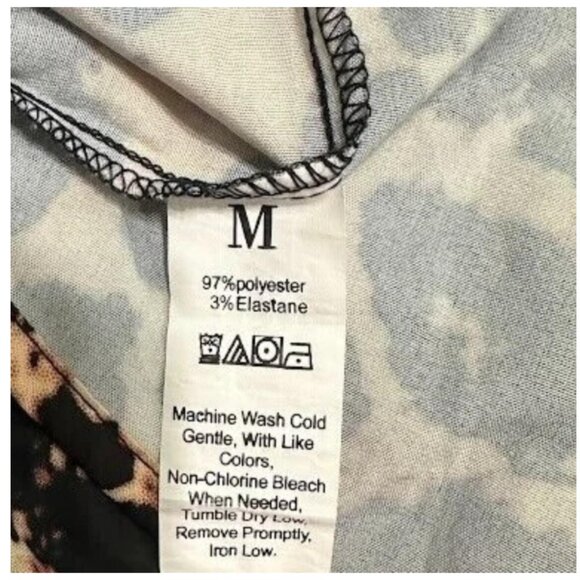 M
97%polyester
3%Elastane
Machine Wash Cold
Gentle, With Like
Colors,
Non-Chlorine Bleach
When Needed,
Tumble Dry Low,
Remove Promptly,
Iron Low.